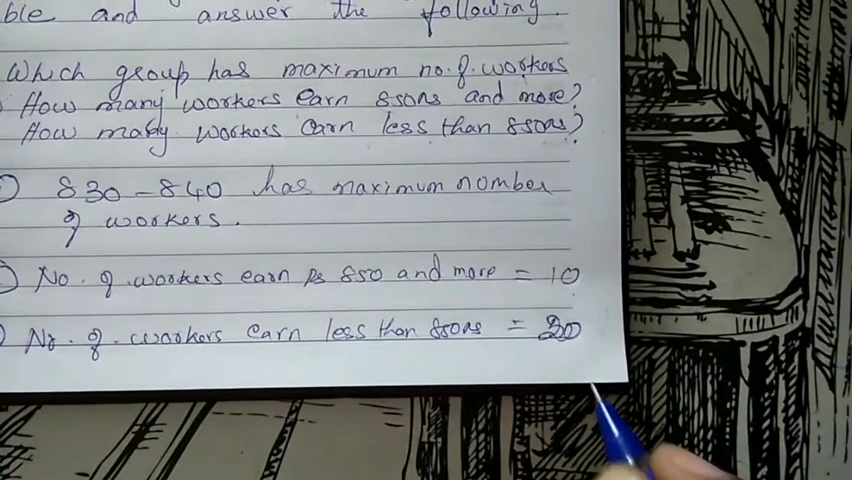 ble and answer the following.
Which group has maximum no. of workers
How many workers earn 850Rs and more?
How many workers earn less than 850Rs?
830 - 840 has maximum nomber
of workers.
No. of workers earn Rs 850 and more = 10
No. of workers earn less than 850Rs = 20